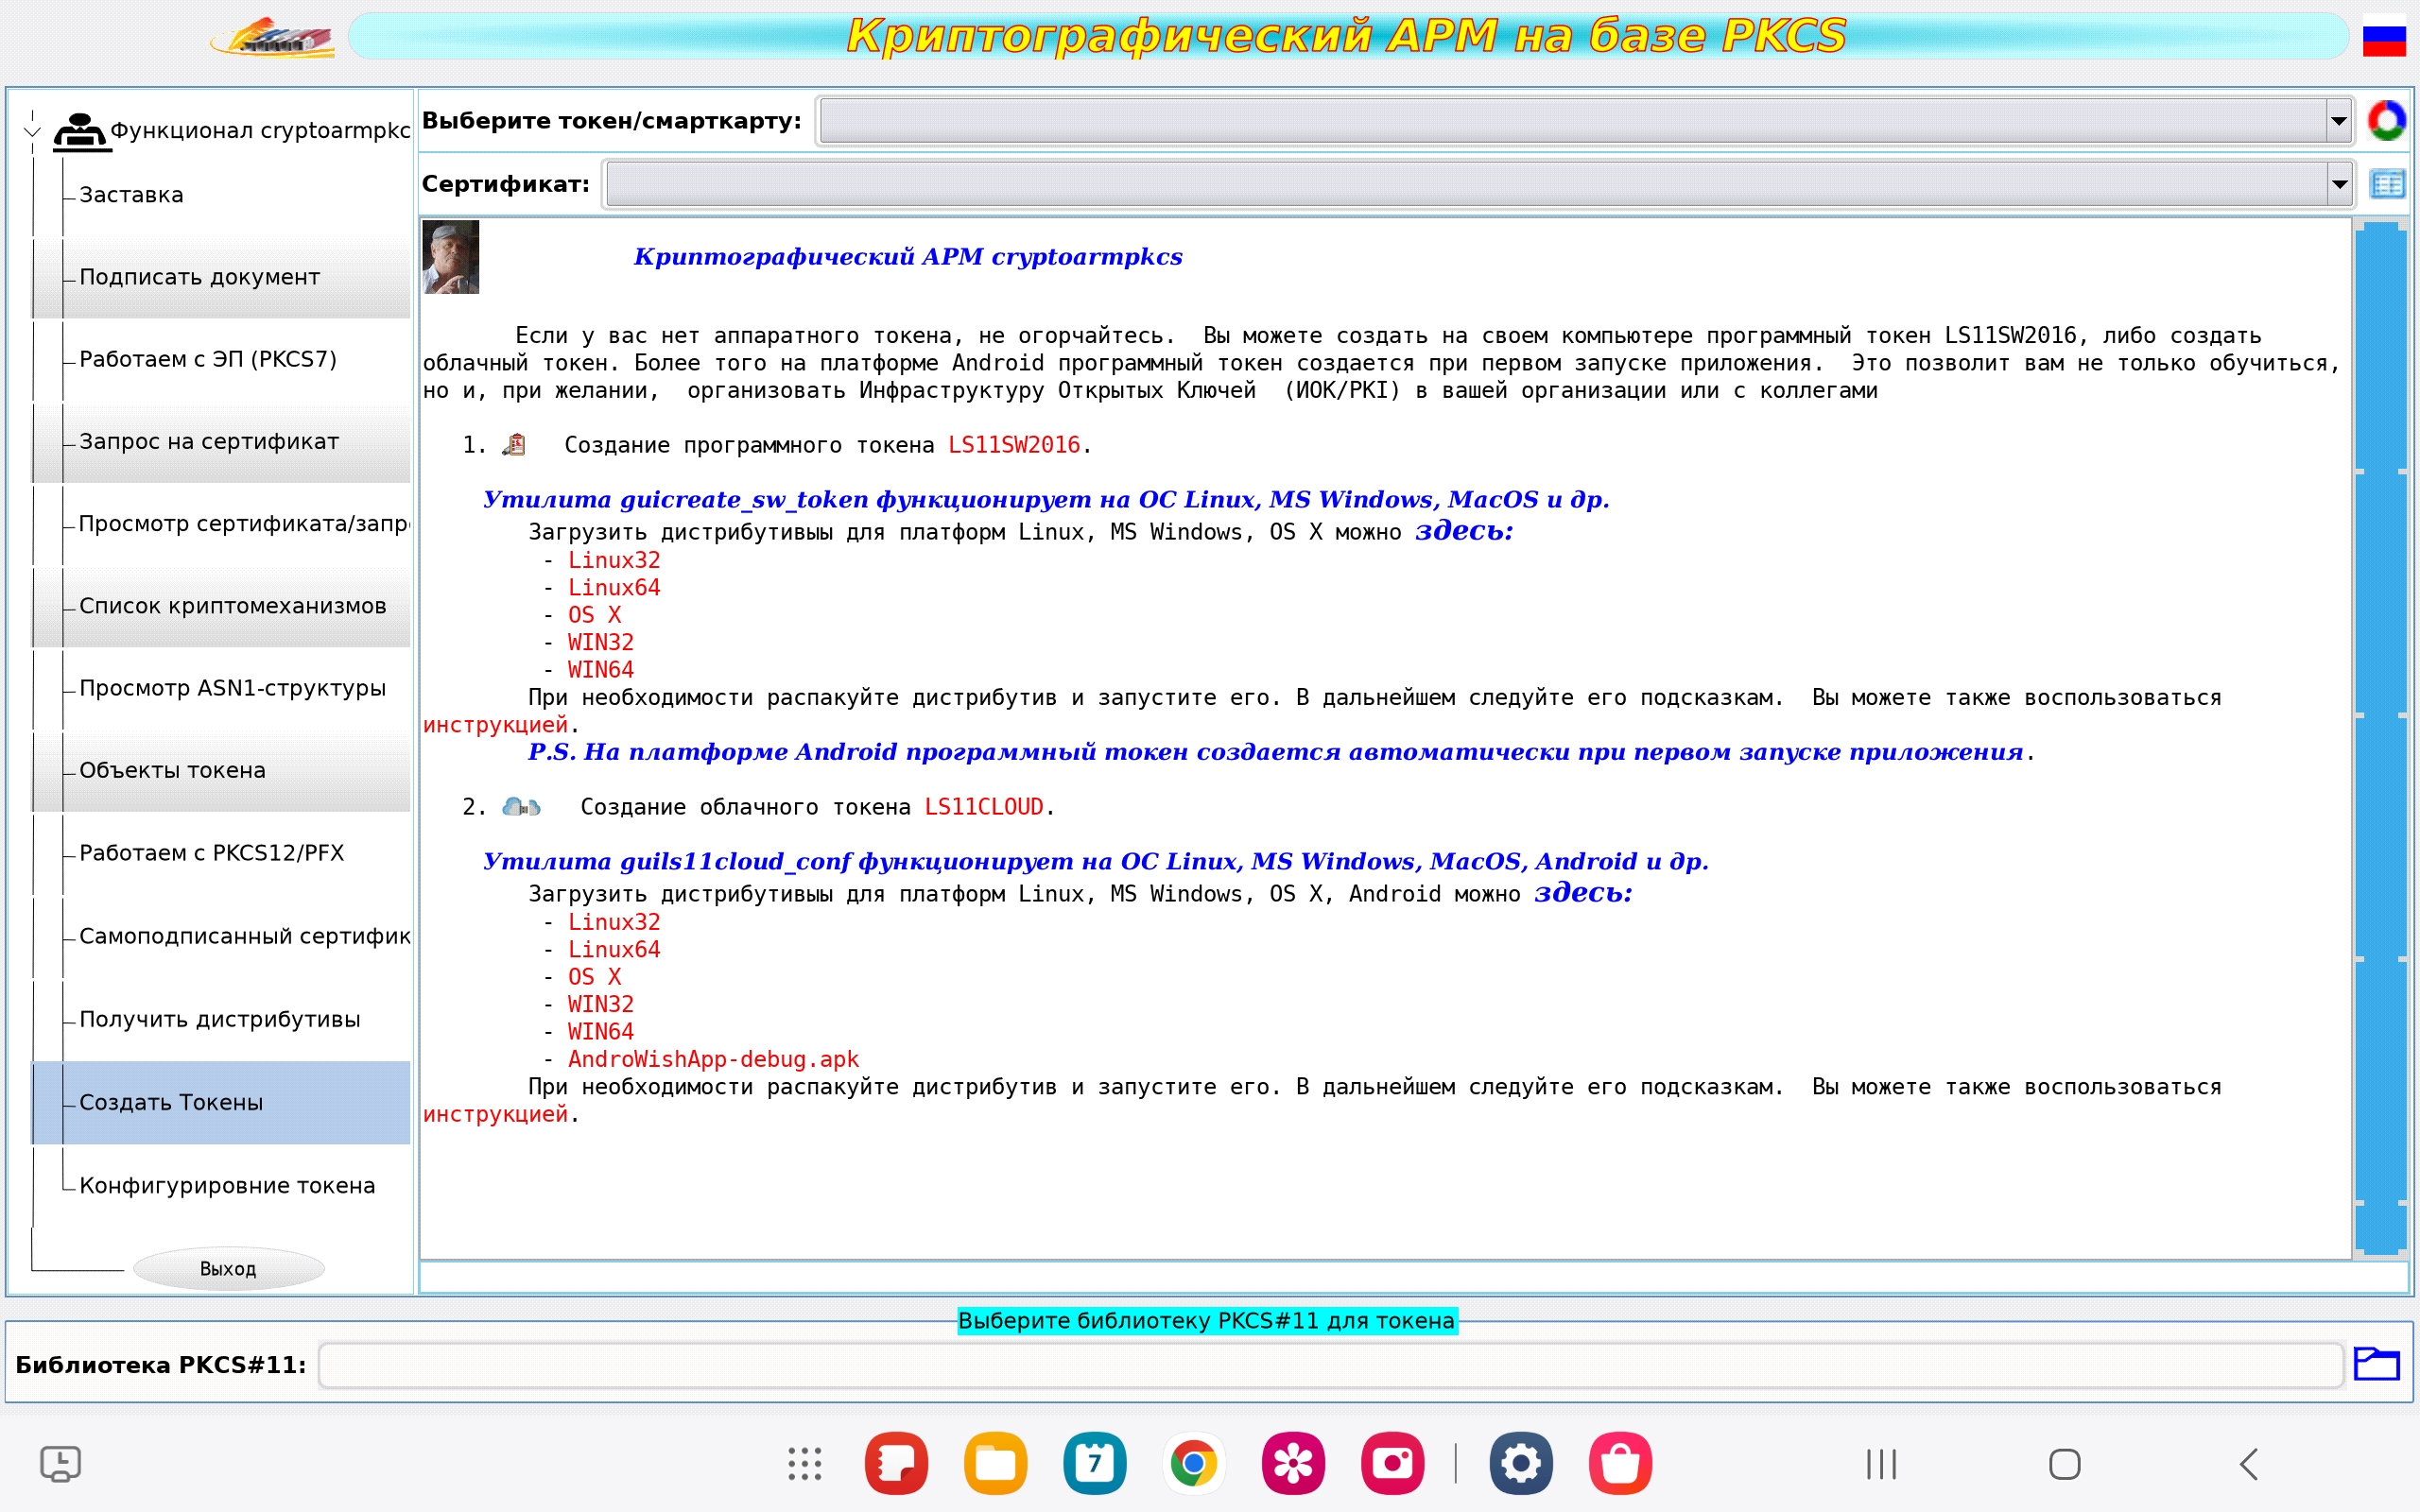 Криптографический АРМ на базе PKCS
Функционал cryptoarmpkc
Заставка
Подписать документ
Работаем с ЭП (PKCS7)
Запрос на сертификат
Просмотр сертификата/запр
Список криптомеханизмов
Просмотр ASN1-структуры
Объекты токена
Работаем с PKCS12/PFX
Самоподписанный сертифик
Получить дистрибутивы
Создать Токены
Конфигурировние токена
Выход
Выберите токен/смарткарту:
Сертификат:
Криптографический АРМ cryptoarmpkcs
Если у вас нет аппаратного токена, не огорчайтесь. Вы можете создать на своем компьютере программный токен LS11SW2016, либо создать
облачный токен. Более того на платформе Android программный токен создается при первом запуске приложения. Это позволит вам не только обучиться,
но и, при желании, организовать Инфраструктуру Открытых Ключей (ИОК/PKI) в вашей организации или с коллегами
1. Создание программного токена LS11SW2016.
Утилита guicreate_sw_token функционирует на ОС Linux, MS Windows, MacOS и др.
Загрузить дистрибутивыы для платформ Linux, MS Windows, OS X можно здесь:
- Linux32
- Linux64
- OS X
- WIN32
- WIN64
При необходимости распакуйте дистрибутив и запустите его. В дальнейшем следуйте его подсказкам. Вы можете также воспользоваться
инструкцией.
P.S. На платформе Android программный токен создается автоматически при первом запуске приложения.
2. Создание облачного токена LS11CLOUD.
Утилита guils11cloud_conf функционирует на ОС Linux, MS Windows, MacOS, Android и др.
Загрузить дистрибутивыы для платформ Linux, MS Windows, OS X, Android можно здесь:
- Linux32
- Linux64
- OS X
- WIN32
- WIN64
- AndroWishApp-debug.apk
При необходимости распакуйте дистрибутив и запустите его. В дальнейшем следуйте его подсказкам. Вы можете также воспользоваться
инструкцией.
Выберите библиотеку PKCS#11 для токена
Библиотека PKCS#11:
7